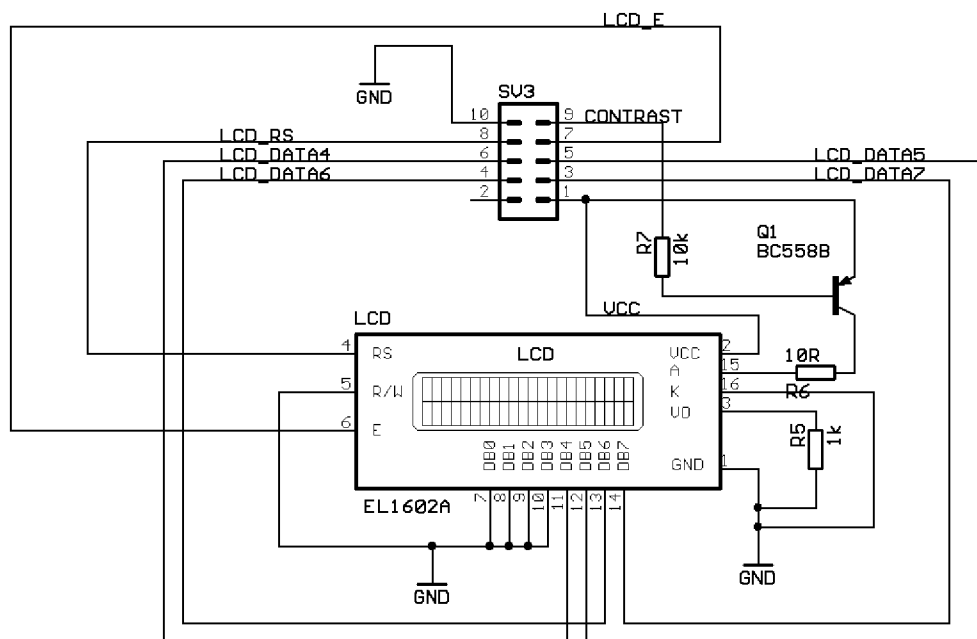 LCD_E
GND
SV3
10 9 CONTRAST
LCD_RS 8 7
LCD_DATA4 6 5 LCD_DATA5
LCD_DATA6 4 3 LCD_DATA7
2 1
R7
10k
Q1
BC558B
VCC
LCD
4 RS
LCD
VCC 2
A 15
10R
R6
5 R/W
K 16
VO 3
6 E
R5
1k
DB0
DB1
DB2
DB3
DB4
DB5
DB6
DB7
GND 1
EL1602A
7
8
9
10
11
12
13
14
GND
GND